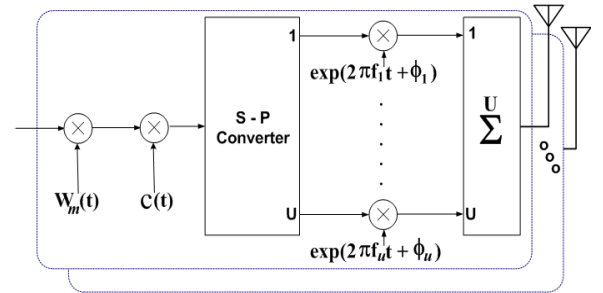 1
1
exp(2πf₁t + ϕ₁)
U
S - P
Converter
Σ
Wₘ(t)
C(t)
U
U
exp(2πfᵤt + ϕᵤ)